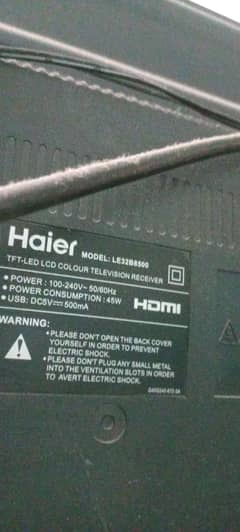 Haier MODEL: LE32B8500
TFT-LED LCD COLOUR TELEVISION RECEIVER
• POWER: 100-240V~ 50/60Hz
• POWER CONSUMPTION: 45W
• USB: DC5V 500mA
HDMI
WARNING:
• PLEASE DON'T OPEN THE BACK COVER
YOURSELF IN ORDER TO PREVENT
ELECTRIC SHOCK.
• PLEASE DON'T PLUG ANY SMALL METAL
INTO THE VENTILATION SLOTS IN ORDER
TO AVERT ELECTRIC SHOCK.